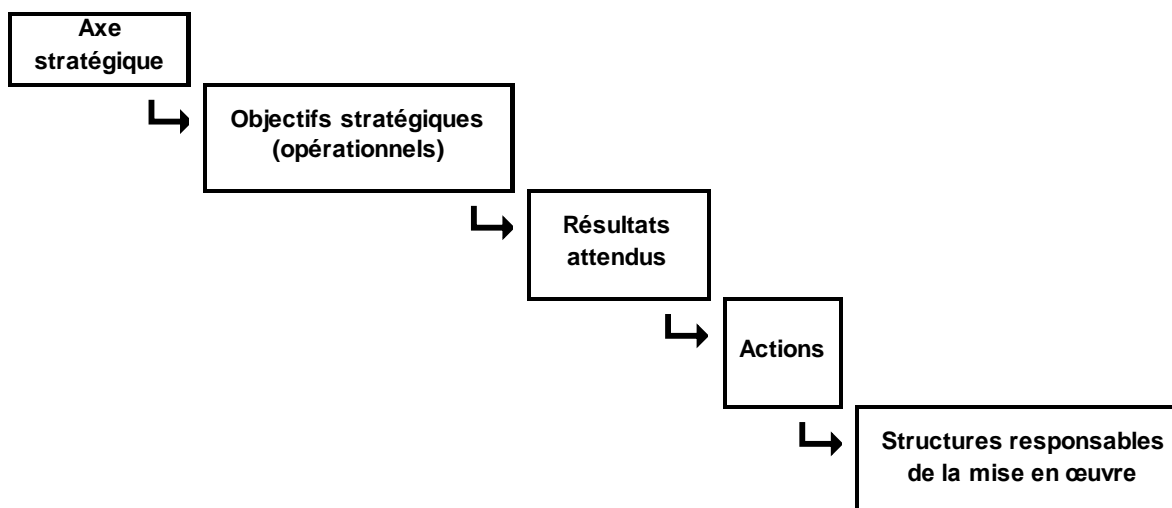 Axe
stratégique
Objectifs stratégiques
(opérationnels)
Résultats
attendus
Actions
Structures responsables
de la mise en œuvre